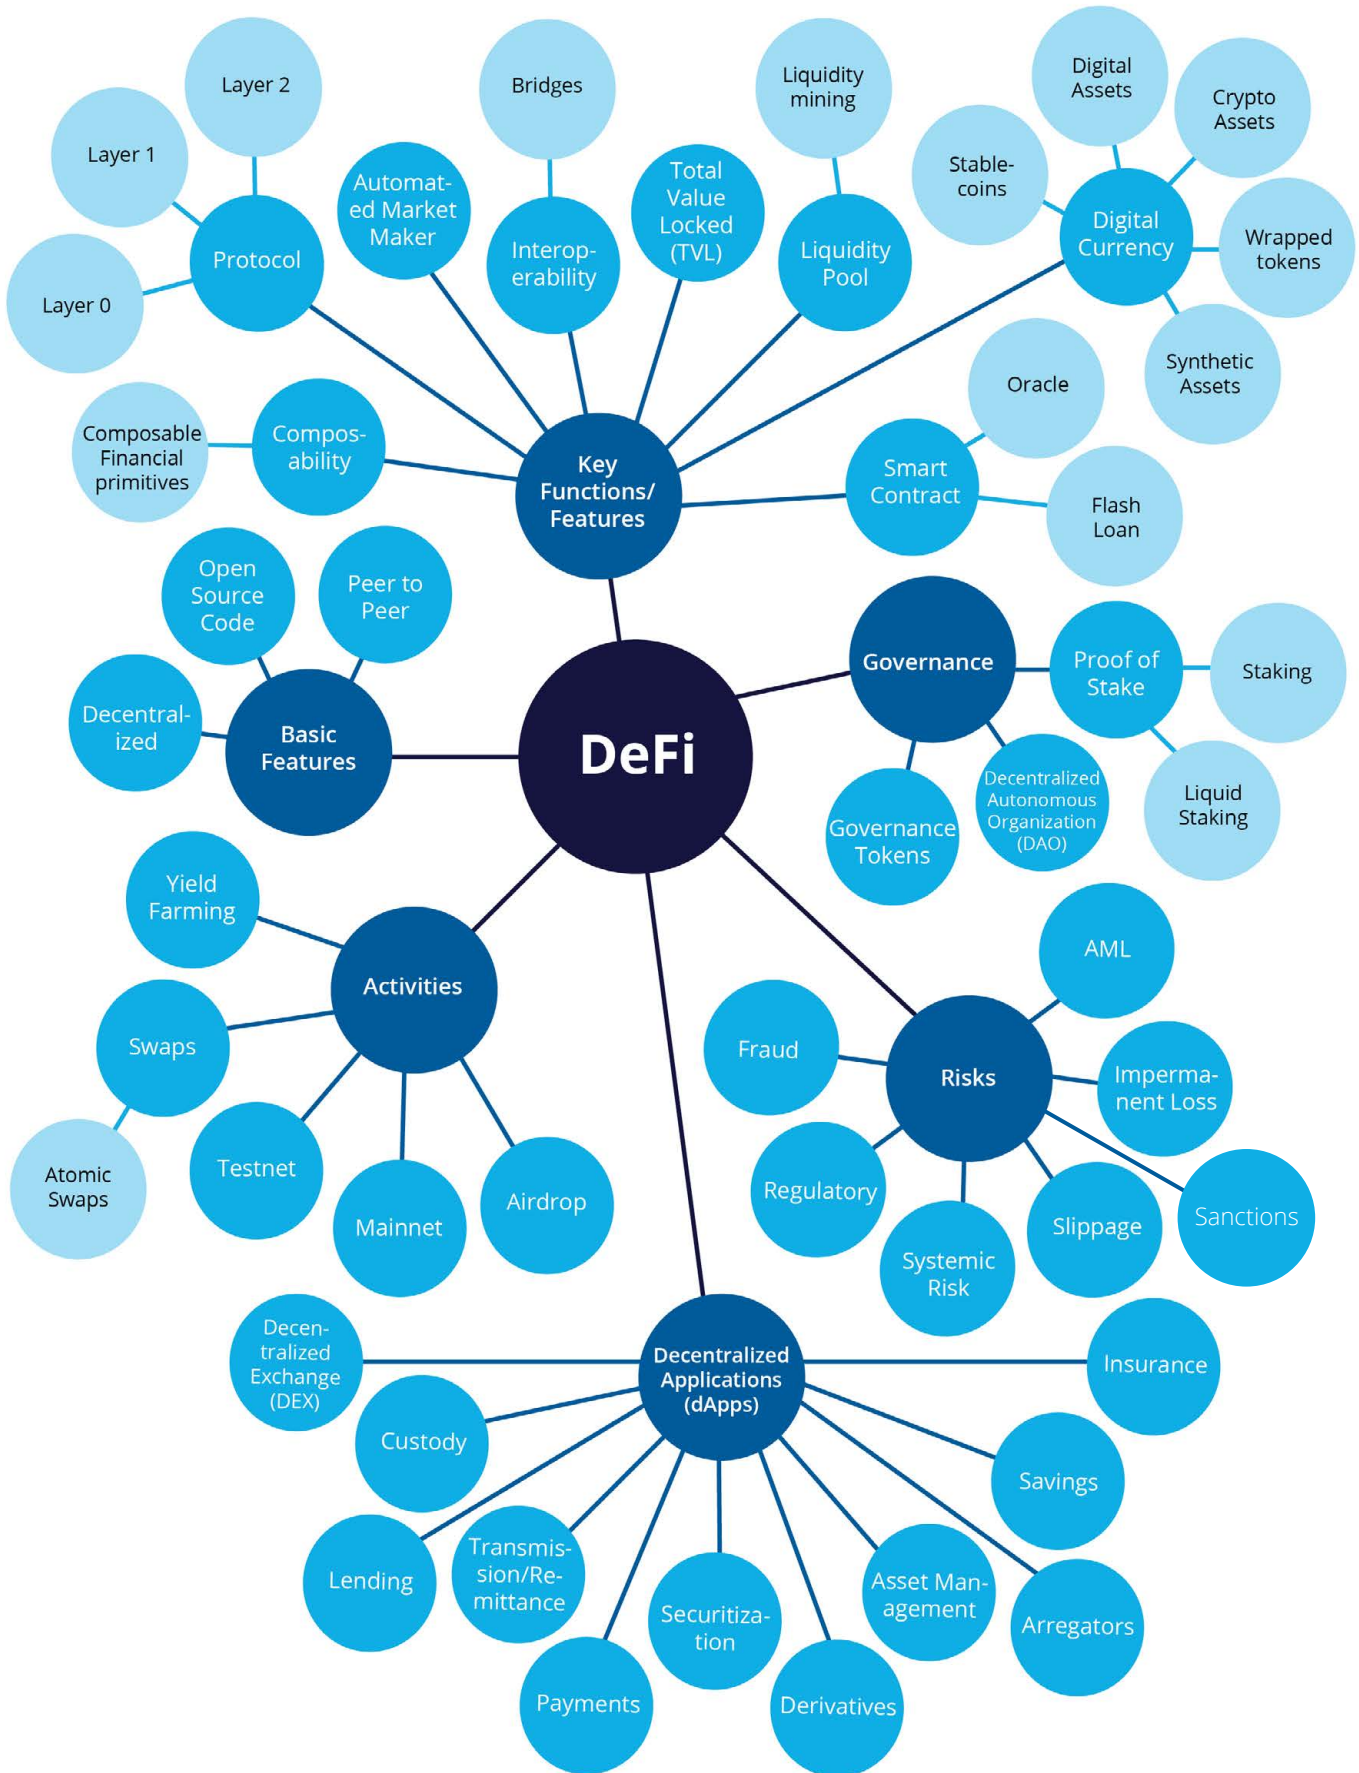 Layer 2
Bridges
Liquidity
mining
Digital
Assets
Crypto
Assets
Layer 1
Automat-
ed Market
Maker
Total
Value
Locked
(TVL)
Stable-
coins
Protocol
Interop-
erability
Liquidity
Pool
Digital
Currency
Wrapped
tokens
Layer 0
Synthetic
Assets
Oracle
Composable
Financial
primitives
Compos-
ability
Key
Functions/
Features
Smart
Contract
Flash
Loan
Open
Source
Code
Peer to
Peer
Governance
Proof of
Stake
Staking
Decentral-
ized
Basic
Features
DeFi
Governance
Tokens
Decentralized
Autonomous
Organization
(DAO)
Liquid
Staking
Yield
Farming
Activities
AML
Swaps
Fraud
Risks
Imperma-
nent Loss
Atomic
Swaps
Testnet
Mainnet
Airdrop
Regulatory
Systemic
Risk
Slippage
Sanctions
Decen-
tralized
Exchange
(DEX)
Decentralized
Applications
(dApps)
Insurance
Custody
Savings
Lending
Transmis-
sion/Re-
mittance
Securitiza-
tion
Asset Man-
agement
Arregators
Payments
Derivatives